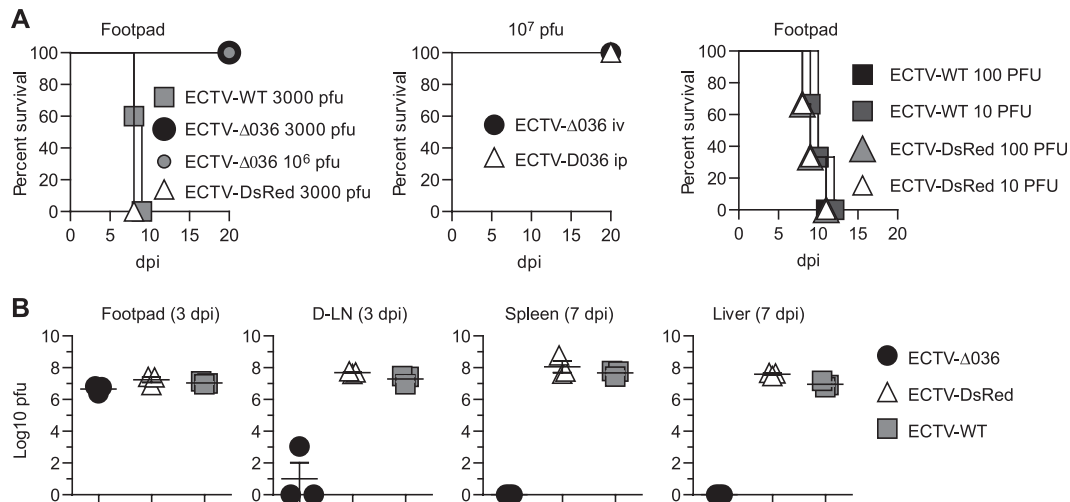 A
Footpad
100
80
60
40
20
0
Percent survival
0 5 10 15 20
dpi
ECTV-WT 3000 pfu
ECTV-Δ036 3000 pfu
ECTV-Δ036 10⁶ pfu
ECTV-DsRed 3000 pfu
10⁷ pfu
100
80
60
40
20
0
Percent survival
0 5 10 15 20
dpi
ECTV-Δ036 iv
ECTV-D036 ip
Footpad
100
80
60
40
20
0
Percent survival
0 5 10 15 20
dpi
ECTV-WT 100 PFU
ECTV-WT 10 PFU
ECTV-DsRed 100 PFU
ECTV-DsRed 10 PFU
B
Footpad (3 dpi)
10
8
6
4
2
0
Log10 pfu
D-LN (3 dpi)
10
8
6
4
2
0
Spleen (7 dpi)
10
8
6
4
2
0
Liver (7 dpi)
10
8
6
4
2
0
ECTV-Δ036
ECTV-DsRed
ECTV-WT